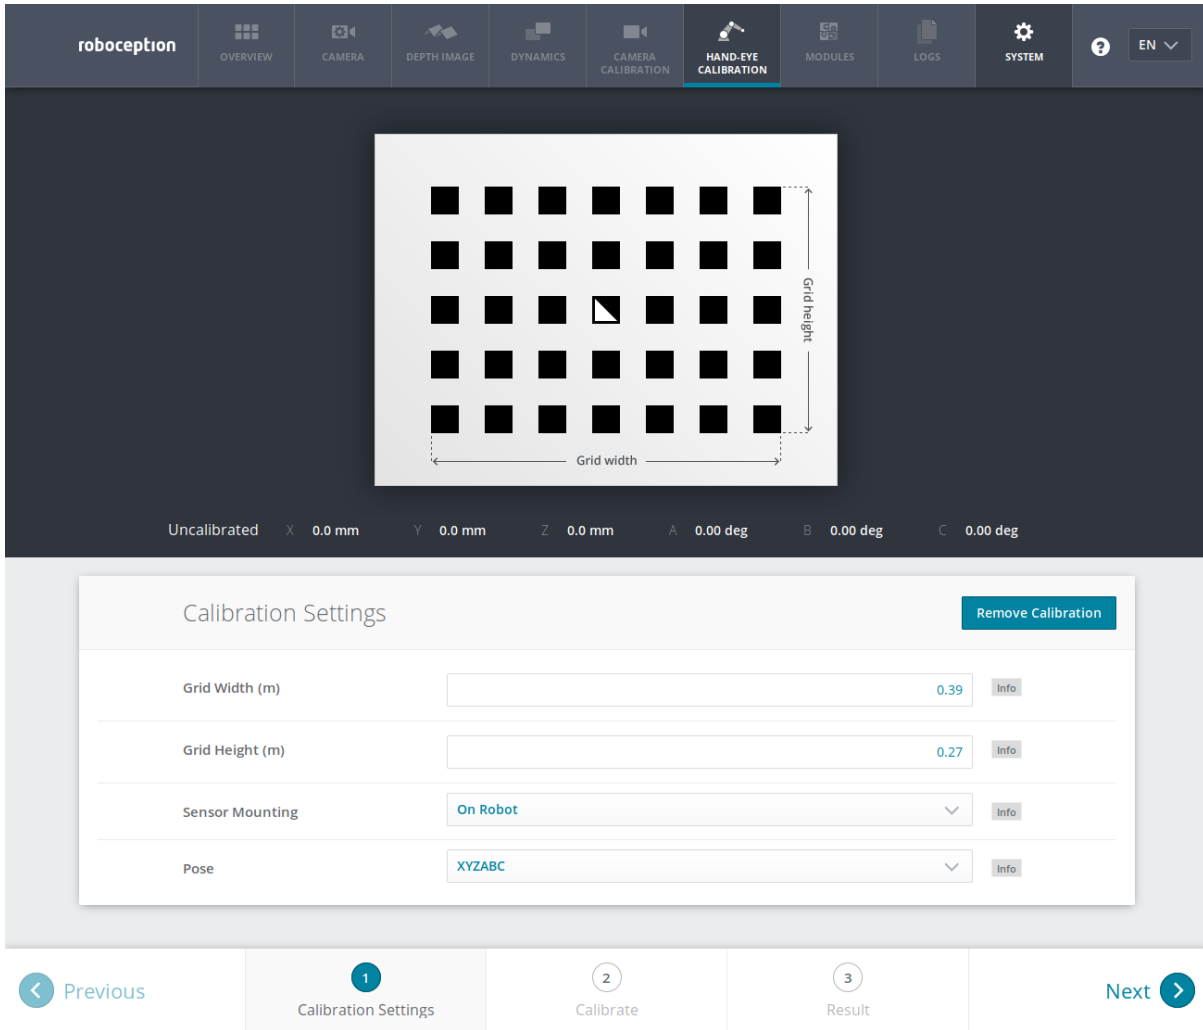 roboception
OVERVIEW
CAMERA
DEPTH IMAGE
DYNAMICS
CAMERA
CALIBRATION
HAND-EYE
CALIBRATION
MODULES
LOGS
SYSTEM
?
EN
Grid height
Grid width
Uncalibrated X 0.0 mm Y 0.0 mm Z 0.0 mm A 0.00 deg B 0.00 deg C 0.00 deg
Calibration Settings
Remove Calibration
Grid Width (m) 0.39 Info
Grid Height (m) 0.27 Info
Sensor Mounting On Robot Info
Pose XYZABC Info
Previous
1
Calibration Settings
2
Calibrate
3
Result
Next